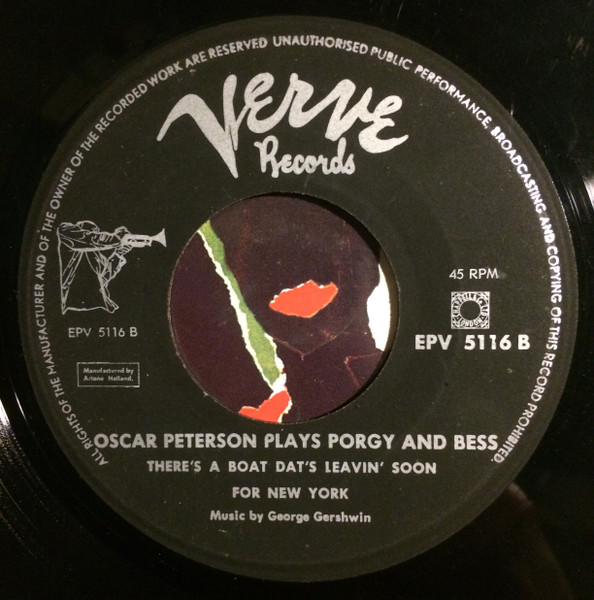 ALL RIGHTS OF THE MANUFACTURER AND OF THE OWNER OF THE RECORDED WORK ARE RESERVED UNAUTHORISED PUBLIC PERFORMANCE, BROADCASTING AND COPYING OF THIS RECORD PROHIBITED
Verve
Records
45 RPM
EPV 5116 B
EPV 5116 B
Manufactured by
Artone Holland.
OSCAR PETERSON PLAYS PORGY AND BESS
THERE'S A BOAT DAT'S LEAVIN' SOON
FOR NEW YORK
Music by George Gershwin